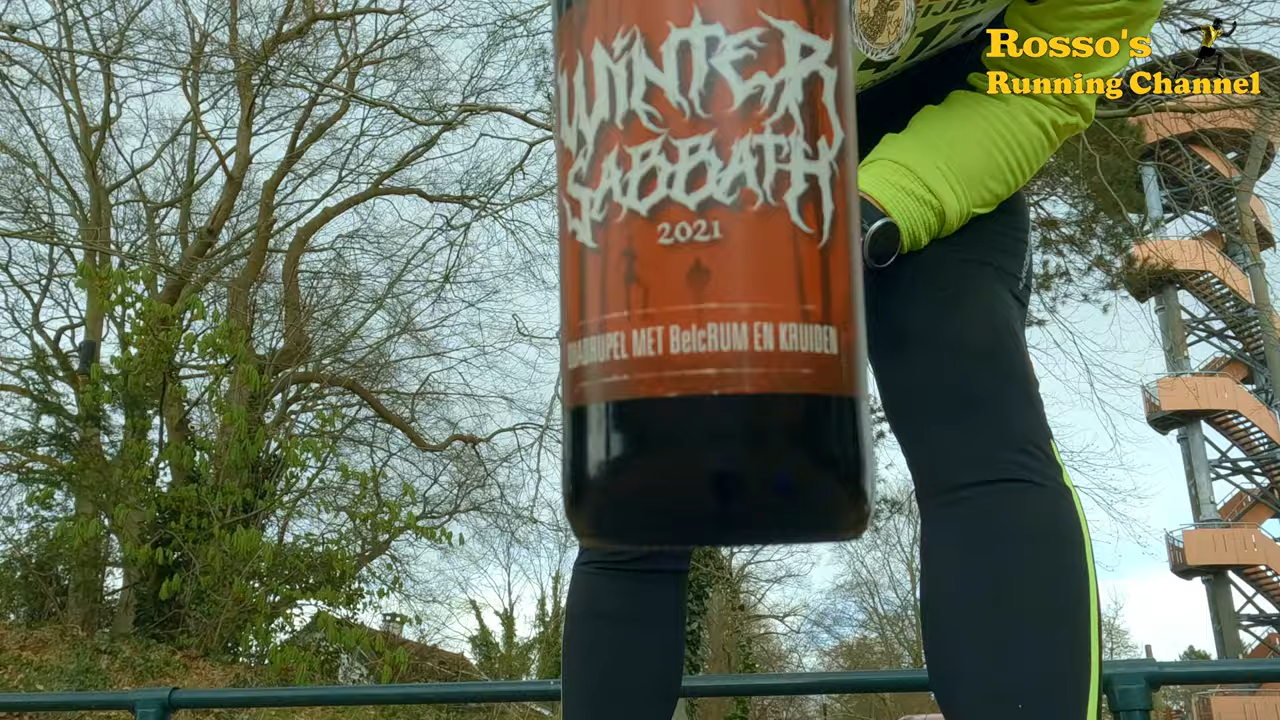 WINTER
SABBATH
2021
QUADRUPEL MET BelcRUM EN KRUIDEN
Rosso's
Running Channel